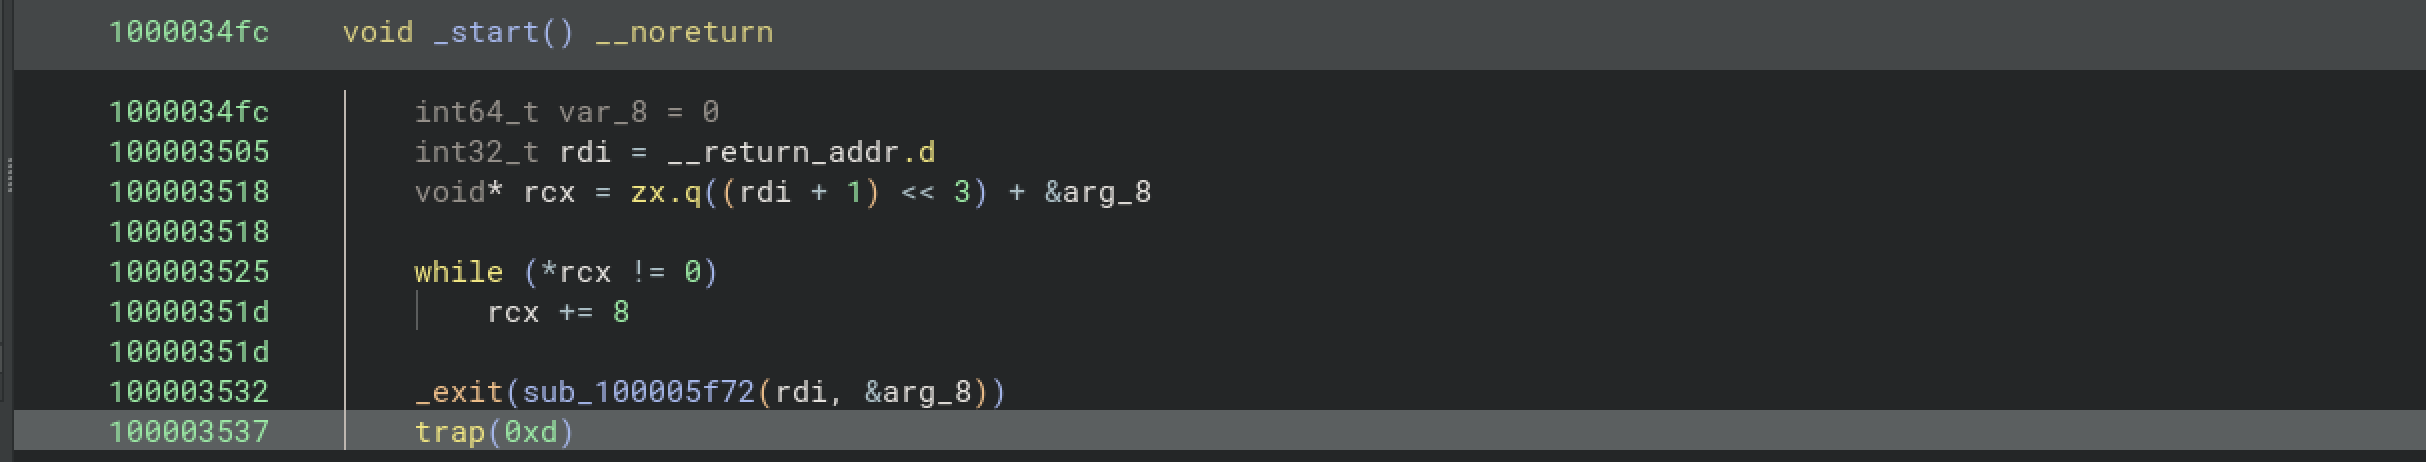 1000034fc void _start() __noreturn
1000034fc int64_t var_8 = 0
100003505 int32_t rdi = __return_addr.d
100003518 void* rcx = zx.q((rdi + 1) << 3) + &arg_8
100003518
100003525 while (*rcx != 0)
10000351d rcx += 8
10000351d
100003532 _exit(sub_100005f72(rdi, &arg_8))
100003537 trap(0xd)